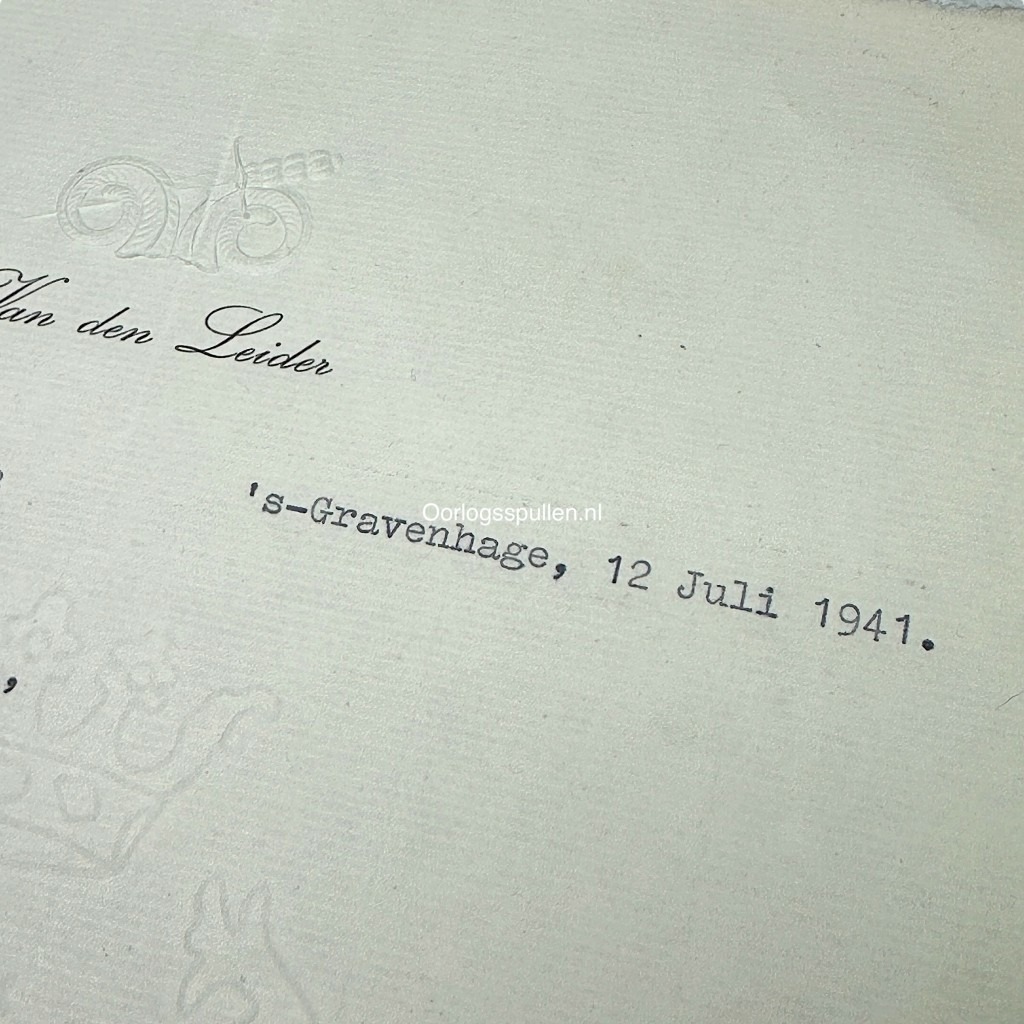 Van den Leider
's-Gravenhage, 12 Juli 1941.
Oorlogsspullen.nl
,